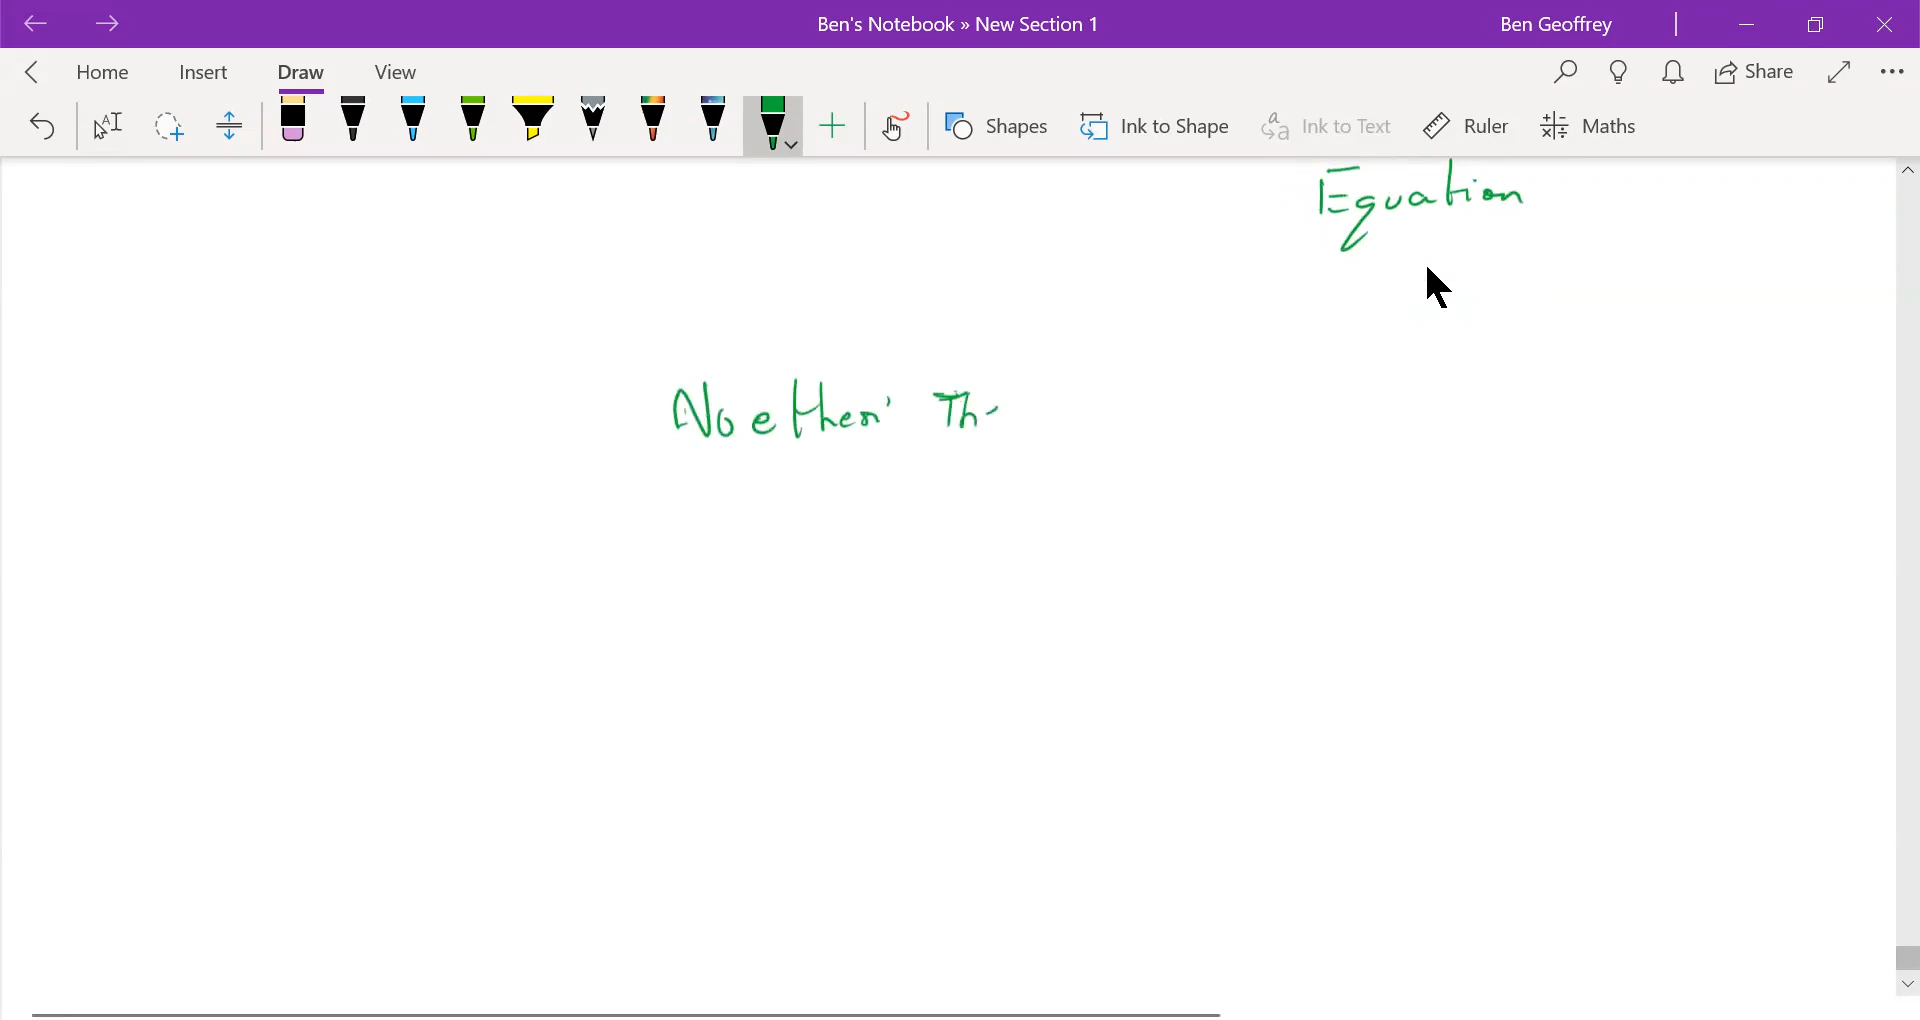 Ben's Notebook » New Section 1 Ben Geoffrey
Home Insert Draw View Share
Shapes Ink to Shape Ink to Text Ruler Maths
Equation
Noether' Th